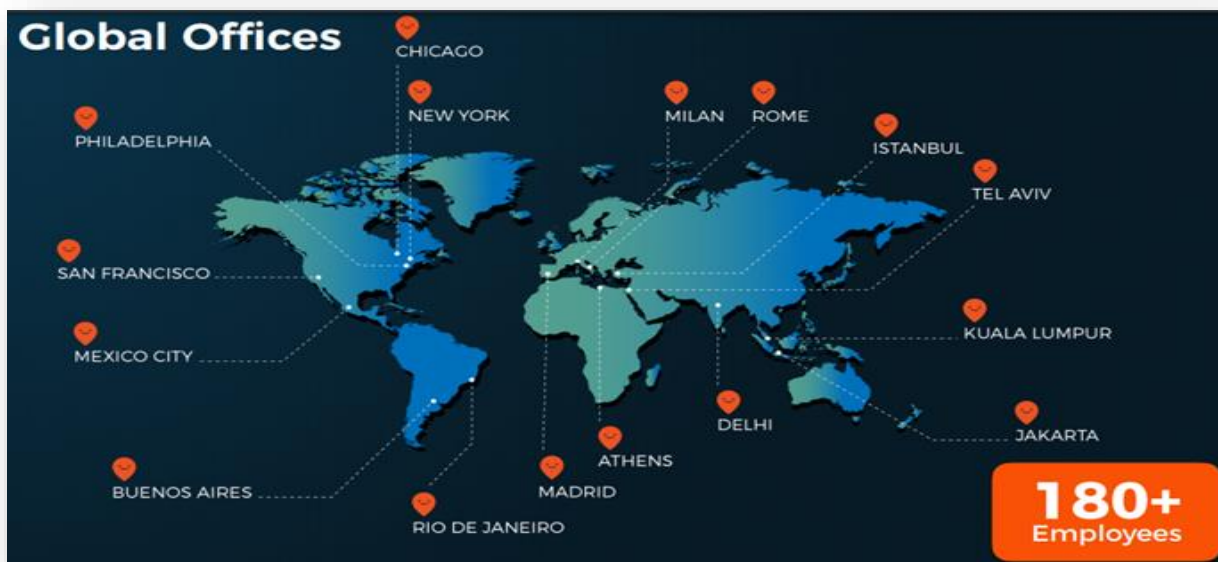 Global Offices
CHICAGO
NEW YORK
MILAN
ROME
PHILADELPHIA
ISTANBUL
TEL AVIV
SAN FRANCISCO
KUALA LUMPUR
MEXICO CITY
DELHI
JAKARTA
ATHENS
BUENOS AIRES
MADRID
RIO DE JANEIRO
180+
Employees